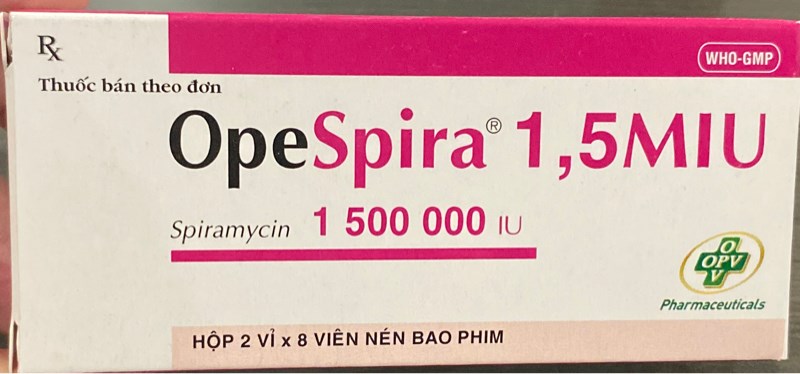 Rx
WHO-GMP
Thuốc bán theo đơn
OpeSpira® 1,5MIU
Spiramycin 1 500 000 IU
O
OPV
V
Pharmaceuticals
HỘP 2 VỈ x 8 VIÊN NÉN BAO PHIM